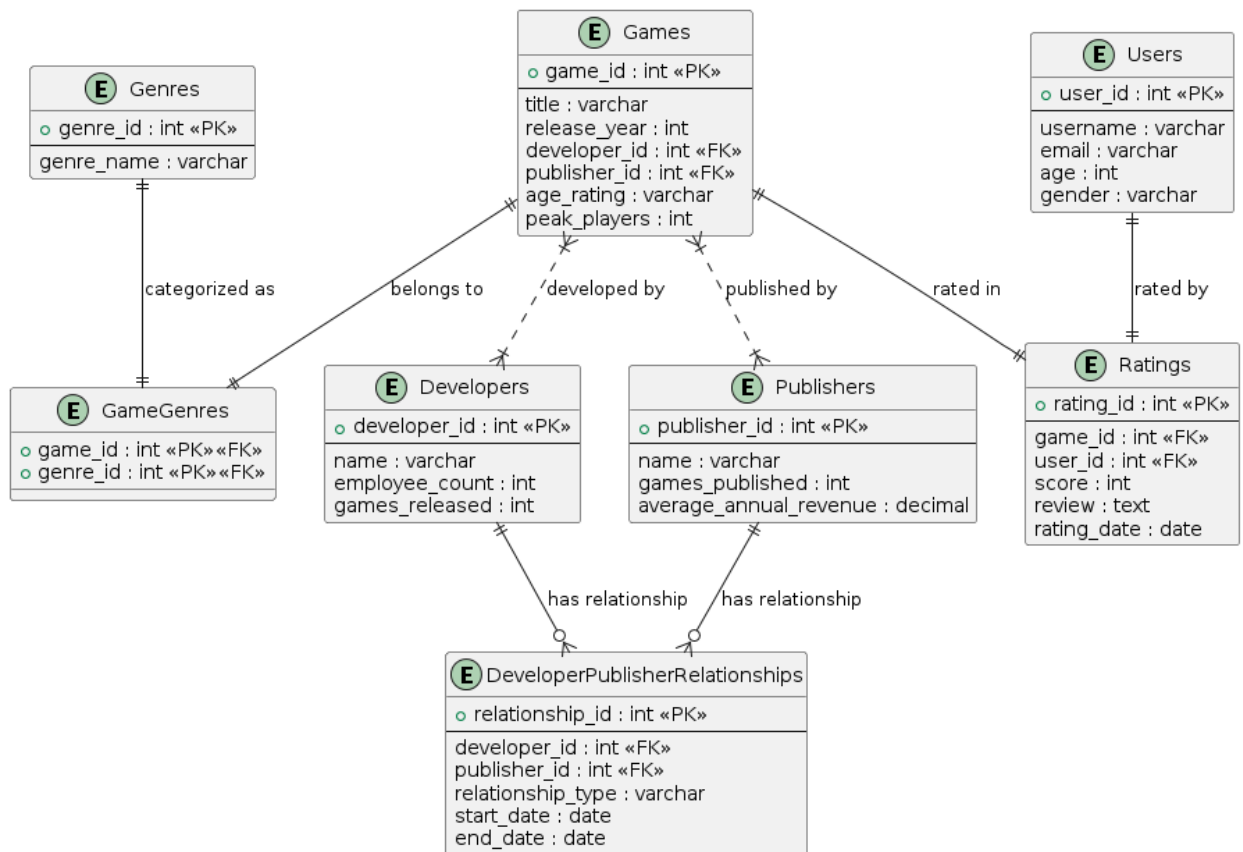 E Games
game_id : int «PK»
title : varchar
release_year : int
developer_id : int «FK»
publisher_id : int «FK»
age_rating : varchar
peak_players : int
E Users
user_id : int «PK»
username : varchar
email : varchar
age : int
gender : varchar
E Genres
genre_id : int «PK»
genre_name : varchar
categorized as
belongs to
developed by
published by
rated in
rated by
E GameGenres
game_id : int «PK» «FK»
genre_id : int «PK» «FK»
E Developers
developer_id : int «PK»
name : varchar
employee_count : int
games_released : int
E Publishers
publisher_id : int «PK»
name : varchar
games_published : int
average_annual_revenue : decimal
E Ratings
rating_id : int «PK»
game_id : int «FK»
user_id : int «FK»
score : int
review : text
rating_date : date
has relationship
has relationship
E DeveloperPublisherRelationships
relationship_id : int «PK»
developer_id : int «FK»
publisher_id : int «FK»
relationship_type : varchar
start_date : date
end_date : date